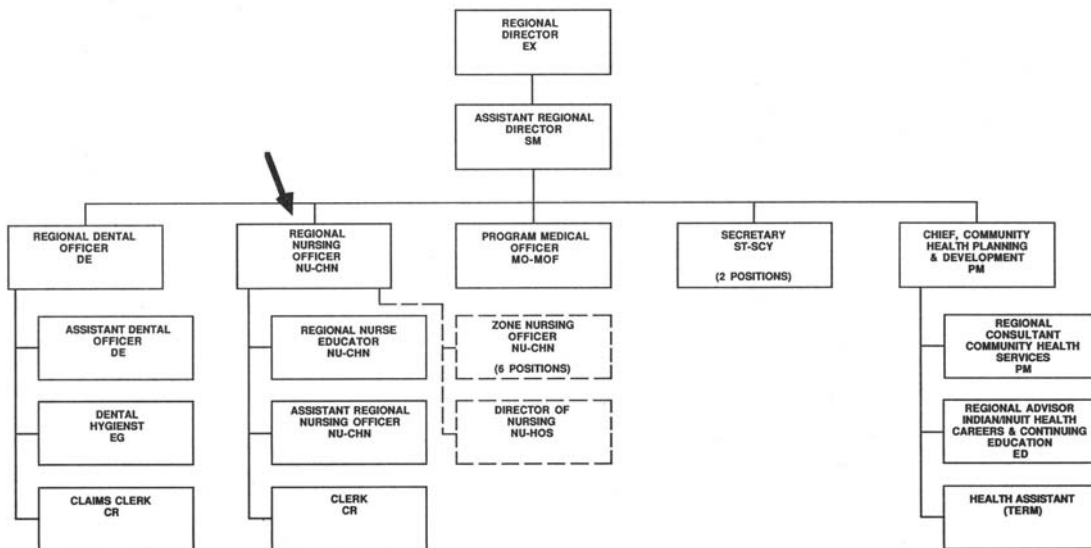 REGIONAL
DIRECTOR
EX
ASSISTANT REGIONAL
DIRECTOR
SM
REGIONAL DENTAL
OFFICER
DE
REGIONAL
NURSING
OFFICER
NU-CHN
PROGRAM MEDICAL
OFFICER
MO-MOF
SECRETARY
ST-SCY
(2 POSITIONS)
CHIEF, COMMUNITY
HEALTH PLANNING
& DEVELOPMENT
PM
ASSISTANT DENTAL
OFFICER
DE
REGIONAL NURSE
EDUCATOR
NU-CHN
ZONE NURSING
OFFICER
NU-CHN
(6 POSITIONS)
REGIONAL
CONSULTANT
COMMUNITY HEALTH
SERVICES
PM
DENTAL
HYGIENST
EG
ASSISTANT REGIONAL
NURSING OFFICER
NU-CHN
DIRECTOR OF
NURSING
NU-HOS
REGIONAL ADVISOR
INDIAN/INUIT HEALTH
CAREERS & CONTINUING
EDUCATION
ED
CLAIMS CLERK
CR
CLERK
CR
HEALTH ASSISTANT
(TERM)